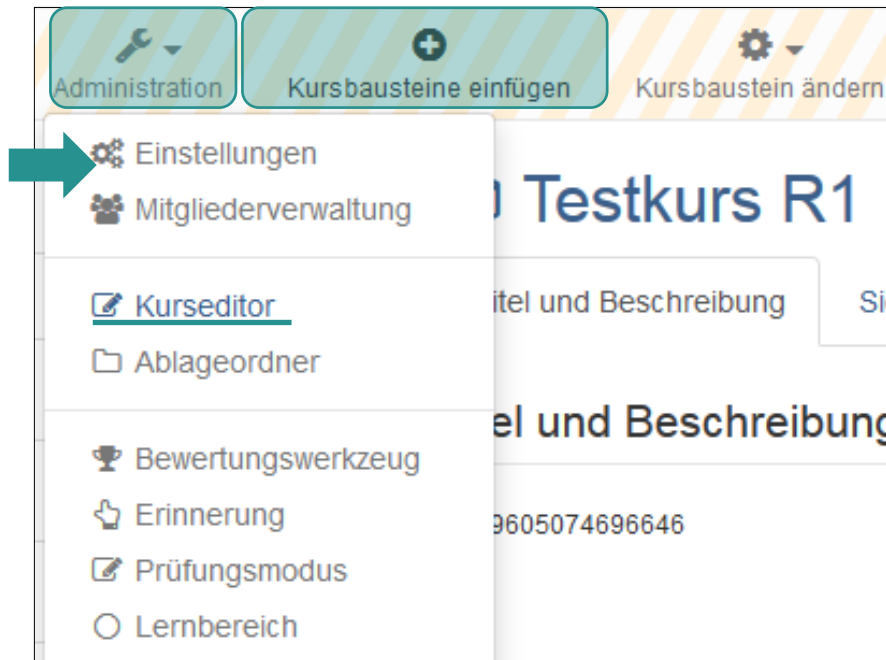 Administration
Kursbausteine einfügen
Kursbaustein ändern
Einstellungen
Mitgliederverwaltung
Testkurs R1
Kurseditor
itel und Beschreibung
Ablageordner
el und Beschreibung
Bewertungswerkzeug
Erinnerung
9605074696646
Prüfungsmodus
Lernbereich